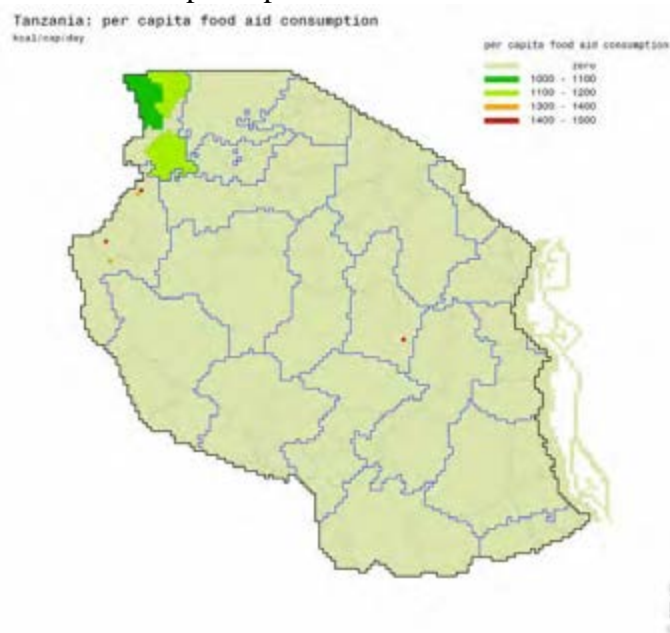 Tanzania: per capita food aid consumption
kcal/cap/day
per capita food aid consumption
zero
1000 - 1100
1100 - 1200
1300 - 1400
1400 - 1500